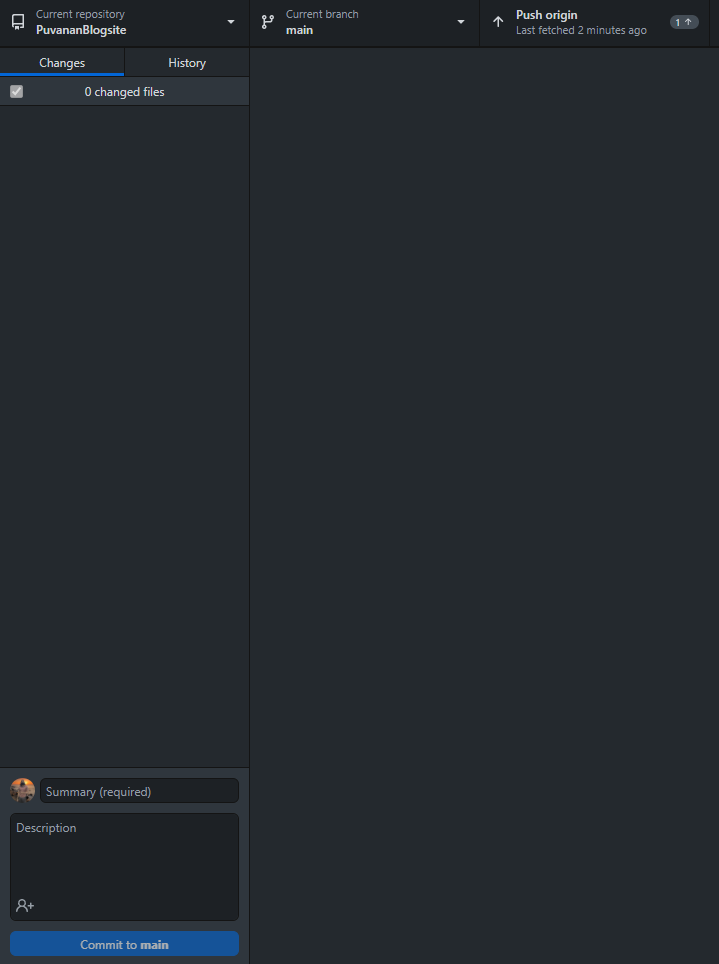 Current repository
PuvananBlogsite
Current branch
main
Push origin
Last fetched 2 minutes ago
1
Changes
History
0 changed files
Summary (required)
Description
Commit to main